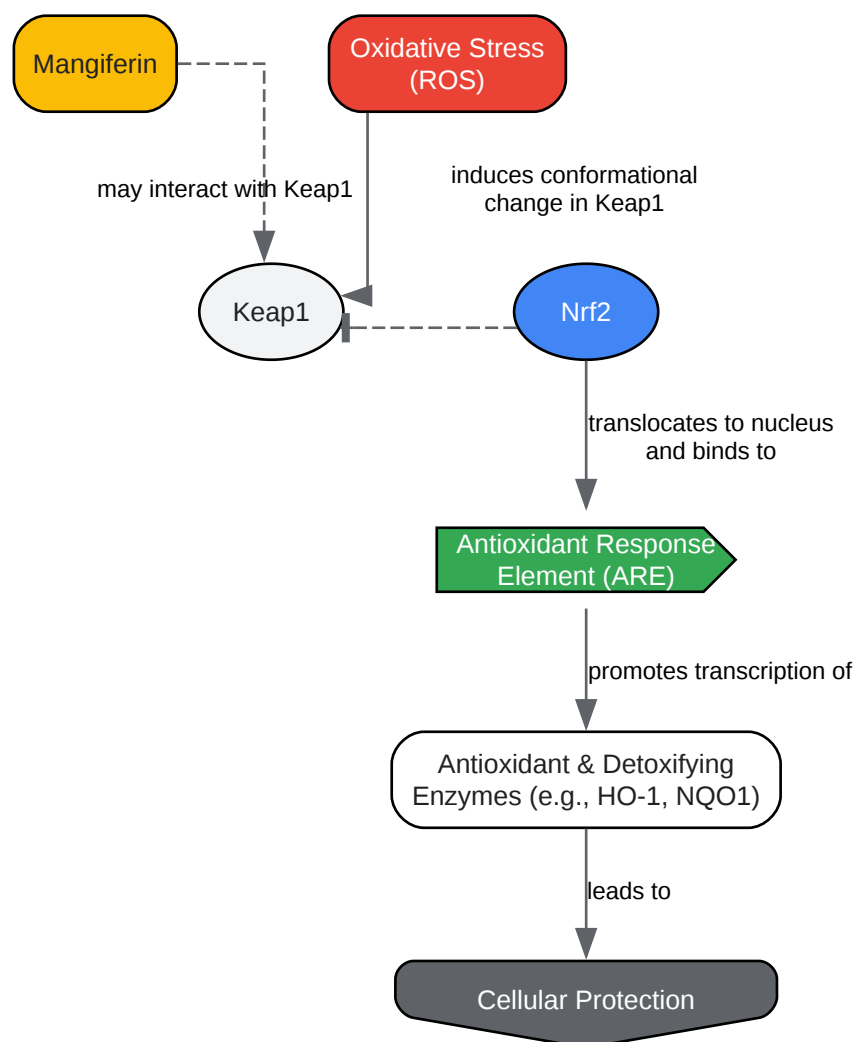 Mangiferin
Oxidative Stress
(ROS)
may interact with Keap1
induces conformational
change in Keap1
Keap1
Nrf2
translocates to nucleus
and binds to
Antioxidant Response
Element (ARE)
promotes transcription of
Antioxidant & Detoxifying
Enzymes (e.g., HO-1, NQO1)
leads to
Cellular Protection